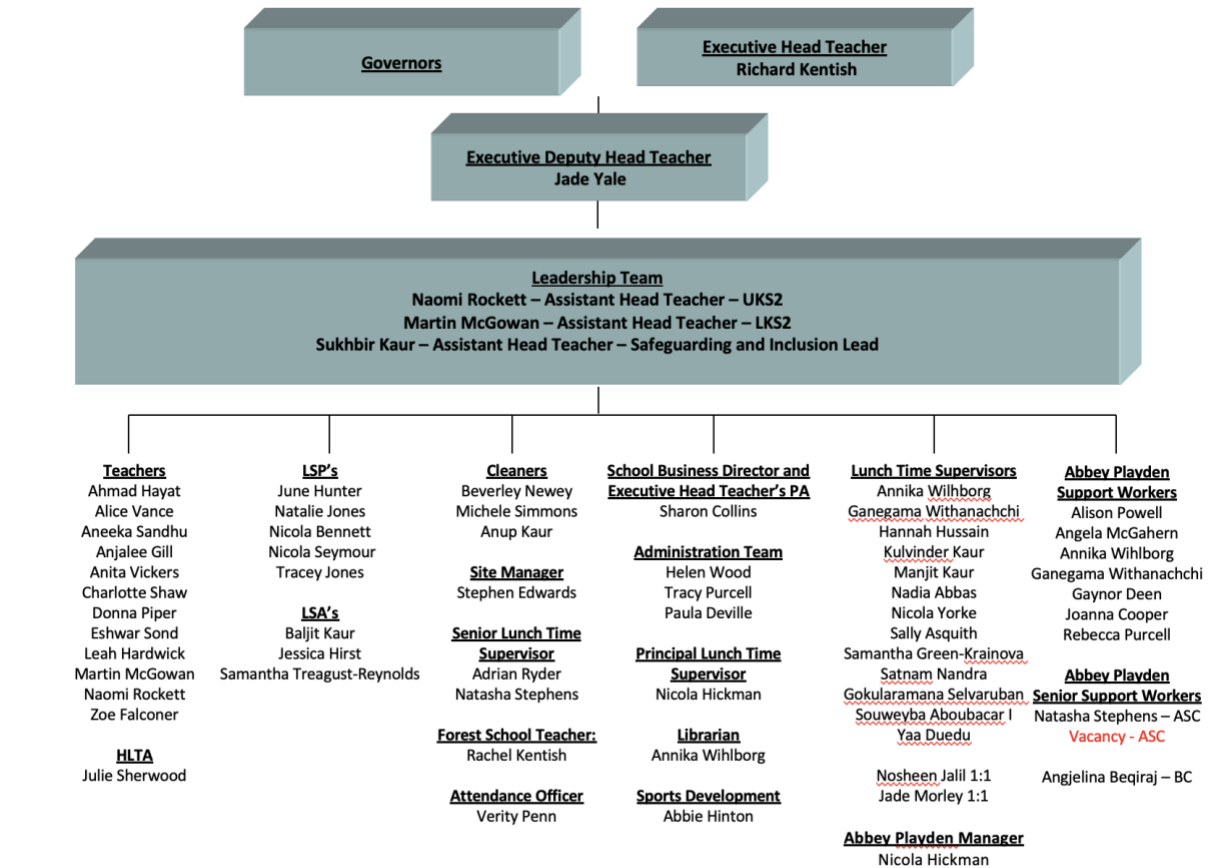 Governors
Executive Head Teacher
Richard Kentish
Executive Deputy Head Teacher
Jade Yale
Leadership Team
Naomi Rockett – Assistant Head Teacher – UKS2
Martin McGowan – Assistant Head Teacher – LKS2
Sukhbir Kaur – Assistant Head Teacher – Safeguarding and Inclusion Lead
Teachers
Ahmad Hayat
Alice Vance
Aneeka Sandhu
Anjalee Gill
Anita Vickers
Charlotte Shaw
Donna Piper
Eshwar Sond
Leah Hardwick
Martin McGowan
Naomi Rockett
Zoe Falconer
HLTA
Julie Sherwood
LSP's
June Hunter
Natalie Jones
Nicola Bennett
Nicola Seymour
Tracey Jones
LSA's
Baljit Kaur
Jessica Hirst
Samantha Treagust-Reynolds
Cleaners
Beverley Newey
Michele Simmons
Anup Kaur
Site Manager
Stephen Edwards
Senior Lunch Time
Supervisor
Adrian Ryder
Natasha Stephens
Forest School Teacher:
Rachel Kentish
Attendance Officer
Verity Penn
School Business Director and
Executive Head Teacher's PA
Sharon Collins
Administration Team
Helen Wood
Tracy Purcell
Paula Deville
Principal Lunch Time
Supervisor
Nicola Hickman
Librarian
Annika Wihlborg
Sports Development
Abbie Hinton
Lunch Time Supervisors
Annika Wilhborg
Ganegama Withanachchi
Hannah Hussain
Kulvinder Kaur
Manjit Kaur
Nadia Abbas
Nicola Yorke
Sally Asquith
Samantha Green-Krainova
Satnam Nandra
Gokularamana Selvaruban
Souweyba Aboubacar I
Yaa Duedu
Nosheen Jalil 1:1
Jade Morley 1:1
Abbey Playden Manager
Nicola Hickman
Abbey Playden
Support Workers
Alison Powell
Angela McGahern
Annika Wihlborg
Ganegama Withanachchi
Gaynor Deen
Joanna Cooper
Rebecca Purcell
Abbey Playden
Senior Support Workers
Natasha Stephens – ASC
Vacancy - ASC
Angjelina Beqiraj – BC